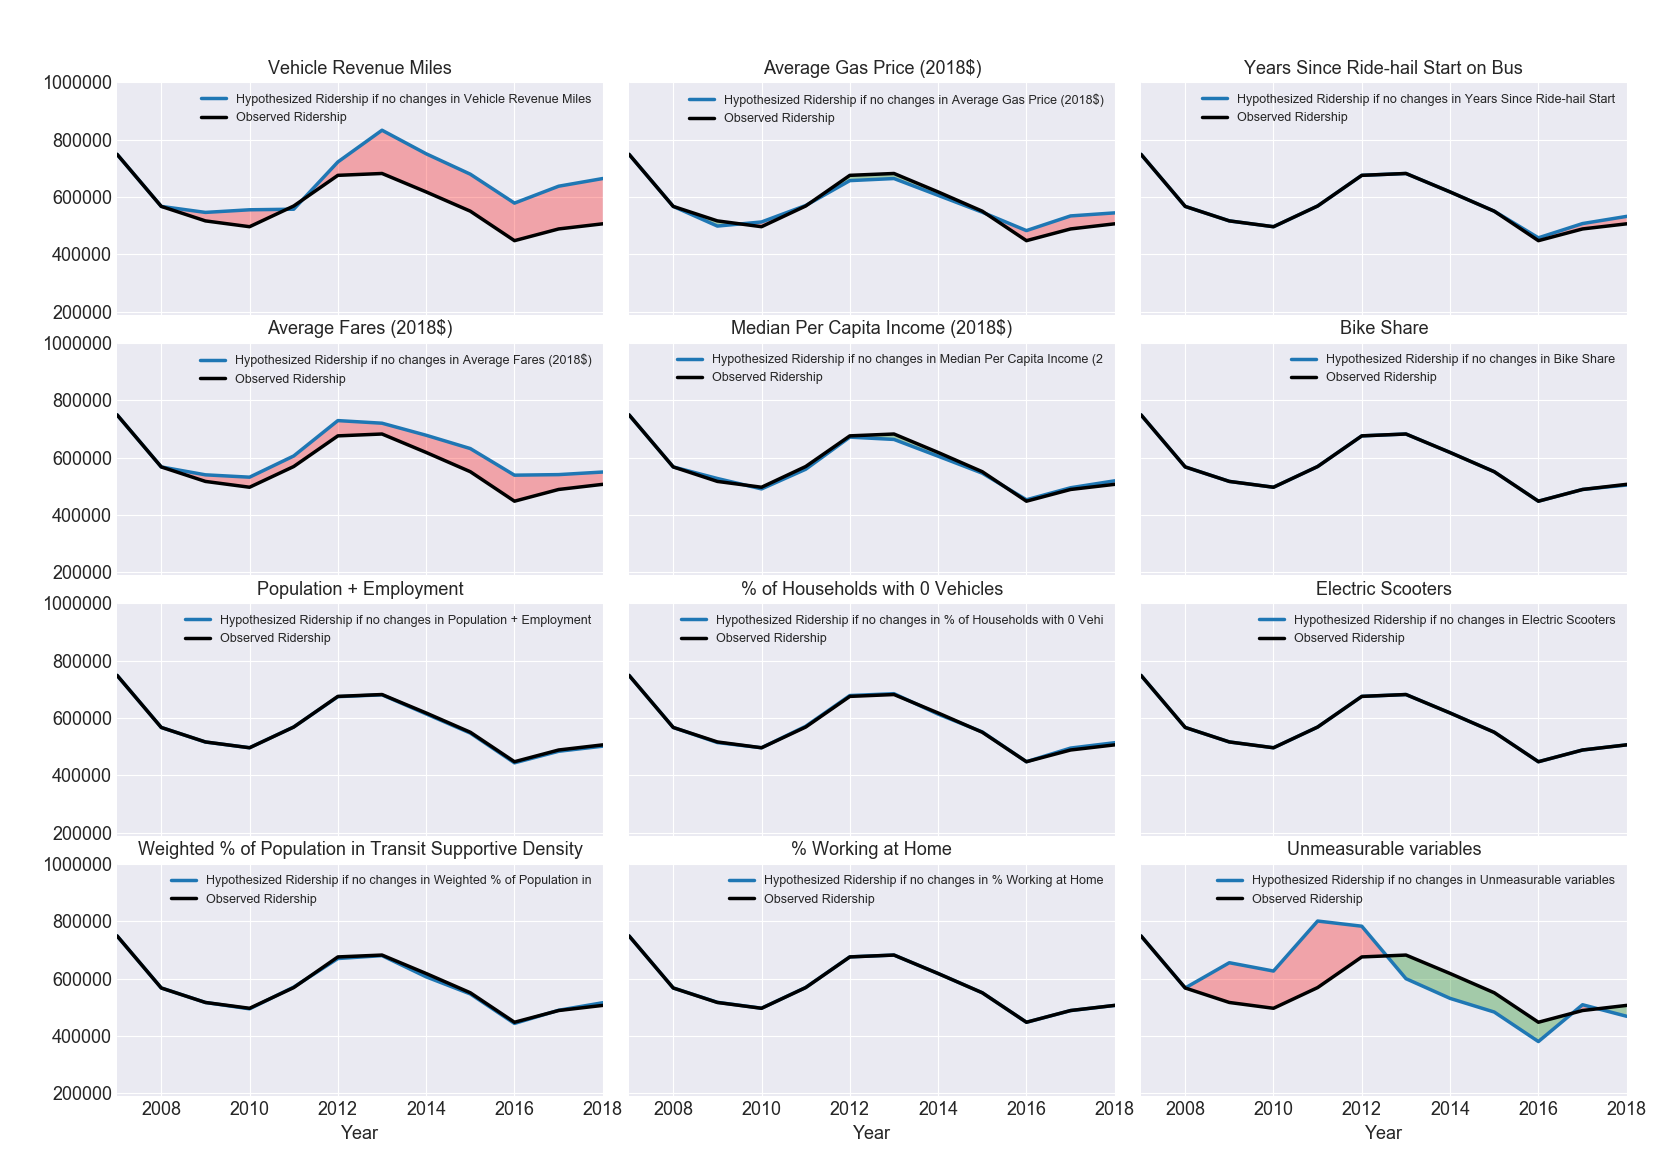 Vehicle Revenue Miles
Average Gas Price (2018$)
Years Since Ride-hail Start on Bus
1000000
800000
600000
400000
200000
Hypothesized Ridership if no changes in Vehicle Revenue Miles
Observed Ridership
Hypothesized Ridership if no changes in Average Gas Price (2018$)
Observed Ridership
Hypothesized Ridership if no changes in Years Since Ride-hail Start
Observed Ridership
Average Fares (2018$)
Median Per Capita Income (2018$)
Bike Share
1000000
800000
600000
400000
200000
Hypothesized Ridership if no changes in Average Fares (2018$)
Observed Ridership
Hypothesized Ridership if no changes in Median Per Capita Income (2
Observed Ridership
Hypothesized Ridership if no changes in Bike Share
Observed Ridership
Population + Employment
% of Households with 0 Vehicles
Electric Scooters
1000000
800000
600000
400000
200000
Hypothesized Ridership if no changes in Population + Employment
Observed Ridership
Hypothesized Ridership if no changes in % of Households with 0 Vehi
Observed Ridership
Hypothesized Ridership if no changes in Electric Scooters
Observed Ridership
Weighted % of Population in Transit Supportive Density
% Working at Home
Unmeasurable variables
1000000
800000
600000
400000
200000
Hypothesized Ridership if no changes in Weighted % of Population in
Observed Ridership
Hypothesized Ridership if no changes in % Working at Home
Observed Ridership
Hypothesized Ridership if no changes in Unmeasurable variables
Observed Ridership
2008 2010 2012 2014 2016 2018
2008 2010 2012 2014 2016 2018
2008 2010 2012 2014 2016 2018
Year
Year
Year